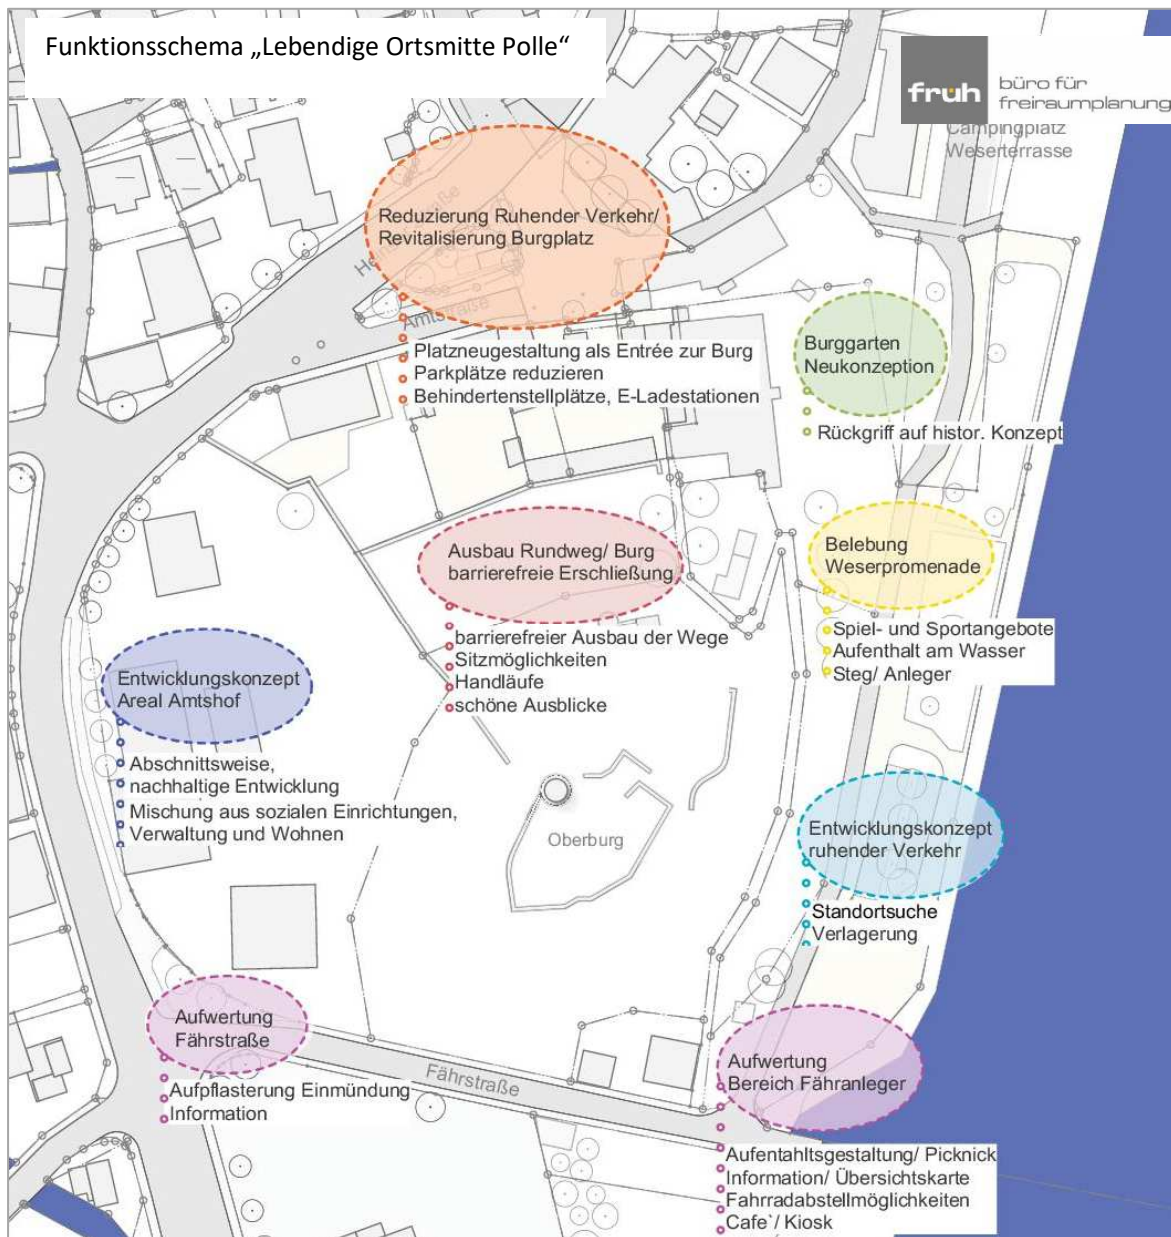 Funktionsschema „Lebendige Ortsmitte Polle“
früh
büro für
freiraumplanung
Campingplatz
Weserterrasse
Reduzierung Ruhender Verkehr/
Revitalisierung Burgplatz
Amtstraße
Platzneugestaltung als Entrée zur Burg
Parkplätze reduzieren
Behindertenstellplätze, E-Ladestationen
Burggarten
Neukonzeption
Rückgriff auf histor. Konzept
Ausbau Rundweg/ Burg
barrierefreie Erschließung
barrierefreier Ausbau der Wege
Sitzmöglichkeiten
Handläufe
schöne Ausblicke
Belebung
Weserpromenade
Spiel- und Sportangebote
Aufenthalt am Wasser
Steg/ Anleger
Entwicklungskonzept
Areal Amtshof
Abschnittsweise,
nachhaltige Entwicklung
Mischung aus sozialen Einrichtungen,
Verwaltung und Wohnen
Oberburg
Entwicklungskonzept
ruhender Verkehr
Standortsuche
Verlagerung
Aufwertung
Fährstraße
Aufpflasterung Einmündung
Information
Fährstraße
Aufwertung
Bereich Fähranleger
Aufentahltsgestaltung/ Picknick
Information/ Übersichtskarte
Fahrradabstellmöglichkeiten
Cafe`/ Kiosk